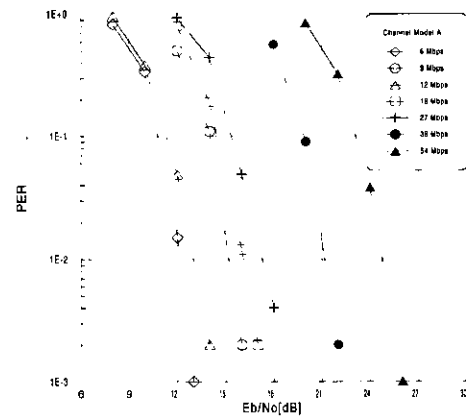 1E+0
1E-1
1E-2
1E-3
PER
6
9
12
15
18
21
24
27
Eb/No[dB]
Channel Model A
6 Mbps
9 Mbps
12 Mbps
18 Mbps
27 Mbps
36 Mbps
54 Mbps